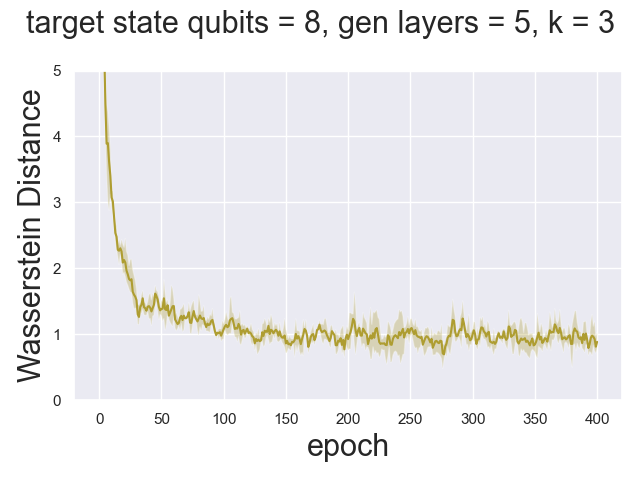 target state qubits = 8, gen layers = 5, k = 3
Wasserstein Distance
5
4
3
2
1
0
0 50 100 150 200 250 300 350 400
epoch